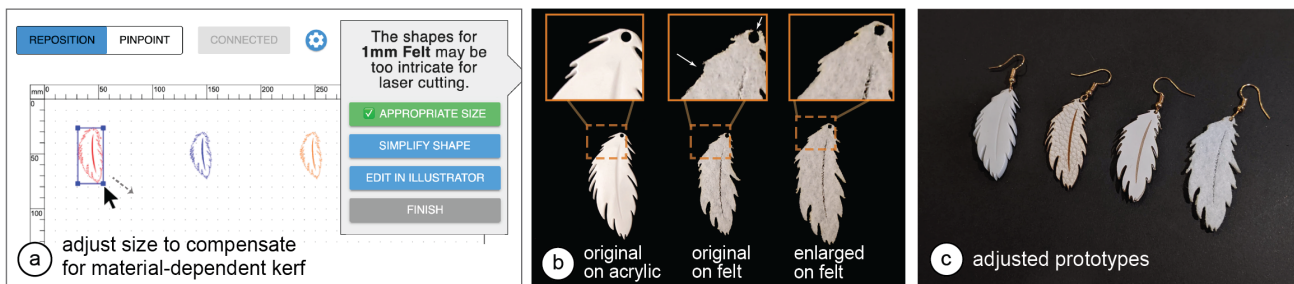 REPOSITION PINPOINT CONNECTED
The shapes for
1mm Felt may be
too intricate for
laser cutting.
✅ APPROPRIATE SIZE
SIMPLIFY SHAPE
EDIT IN ILLUSTRATOR
FINISH
mm 0 50 100 150 200 250
0
50
100
a adjust size to compensate
for material-dependent kerf
b original
on acrylic
original
on felt
enlarged
on felt
c adjusted prototypes